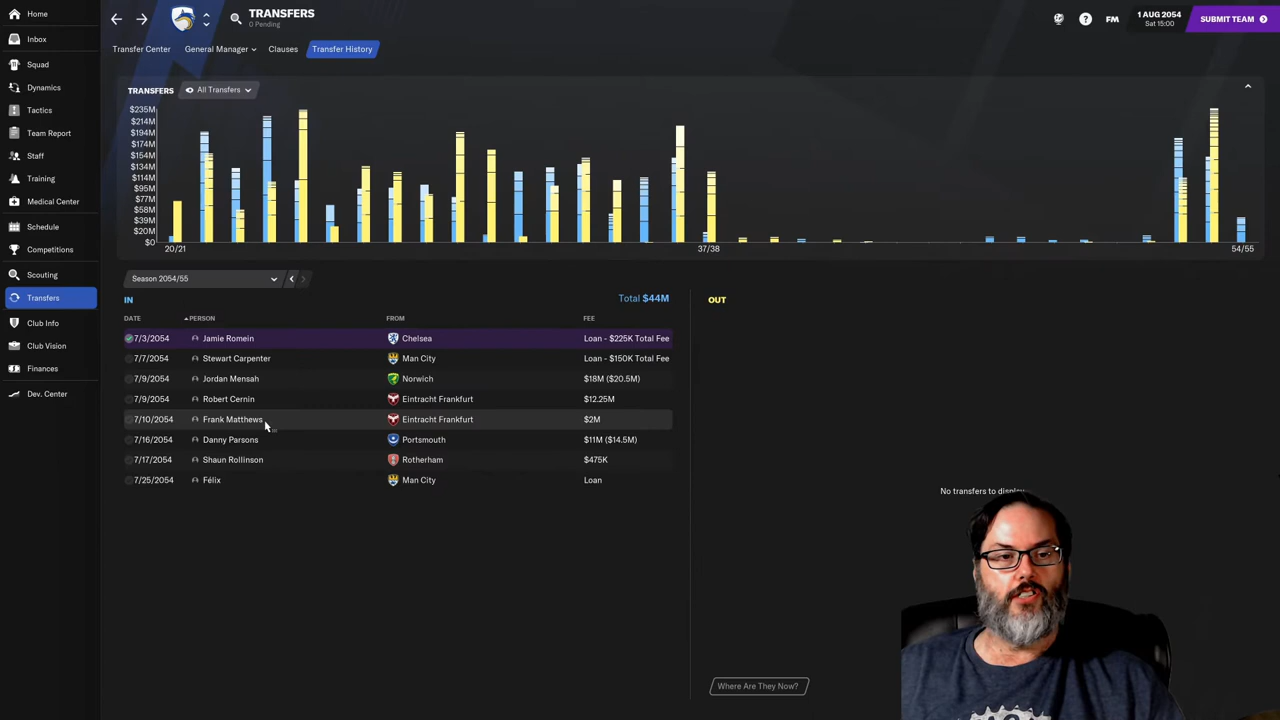 Home
TRANSFERS
0 Pending
FM
1 AUG 2054
Sat 15:00
SUBMIT TEAM
Inbox
Transfer Center
General Manager
Clauses
Transfer History
Squad
Dynamics
Tactics
Team Report
Staff
Training
Medical Center
Schedule
Competitions
Scouting
Transfers
Club Info
Club Vision
Finances
Dev. Center
TRANSFERS
All Transfers
$235M
$214M
$194M
$174M
$154M
$134M
$114M
$95M
$77M
$58M
$39M
$20M
$0
20/21
37/38
54/55
Season 2054/55
IN
Total $44M
OUT
DATE PERSON FROM FEE
7/3/2054 Jamie Romein Chelsea Loan - $225K Total Fee
7/7/2054 Stewart Carpenter Man City Loan - $150K Total Fee
7/9/2054 Jordan Mensah Norwich $18M ($20.5M)
7/9/2054 Robert Cernin Eintracht Frankfurt $12.25M
7/10/2054 Frank Matthews Eintracht Frankfurt $2M
7/16/2054 Danny Parsons Portsmouth $11M ($14.5M)
7/17/2054 Shaun Rollinson Rotherham $475K
7/25/2054 Félix Man City Loan
No transfers to display
Where Are They Now?